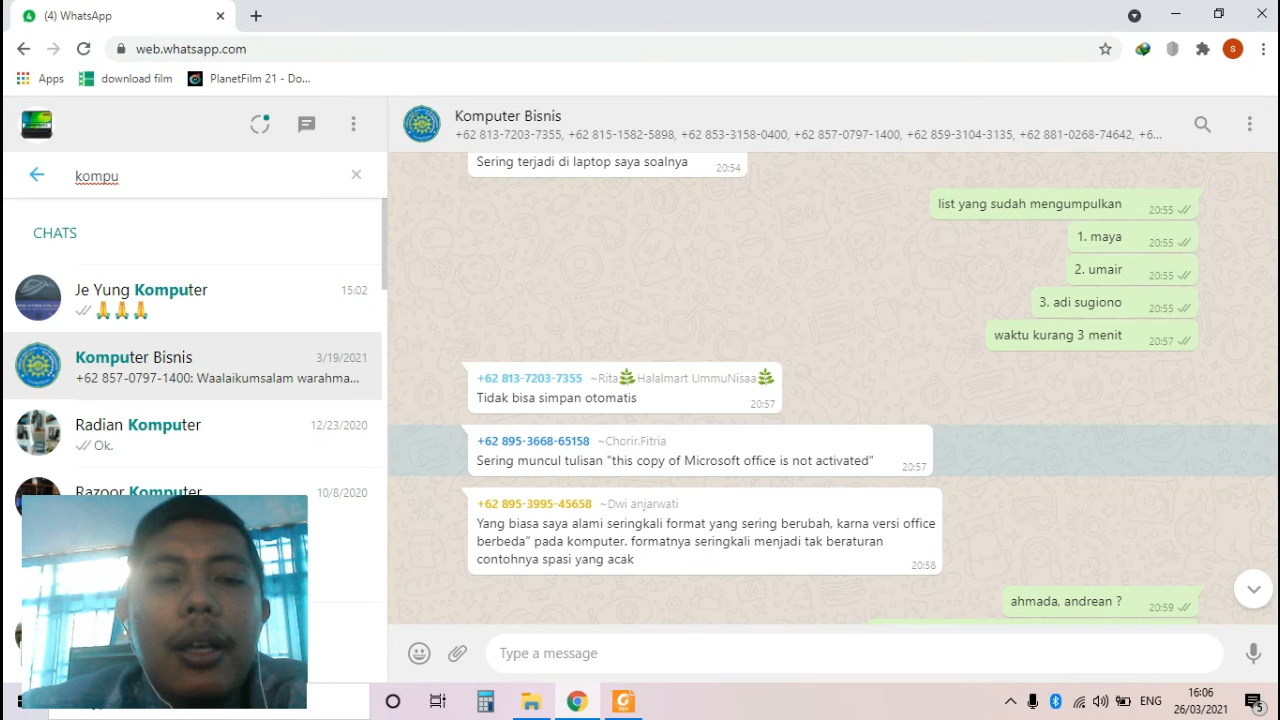 (4) WhatsApp
web.whatsapp.com
s
Apps
download film
PlanetFilm 21 - Do...
kompu
CHATS
Je Yung Komputer
15:02
Komputer Bisnis
3/19/2021
+62 857-0797-1400: Waalaikumsalam warahma...
Radian Komputer
12/23/2020
Ok.
Razoor Komputer
10/8/2020
Komputer Bisnis
+62 813-7203-7355, +62 815-1582-5898, +62 853-3158-0400, +62 857-0797-1400, +62 859-3104-3135, +62 881-0268-74642, +6...
Sering terjadi di laptop saya soalnya
20:54
list yang sudah mengumpulkan
20:55
1. maya
20:55
2. umair
20:55
3. adi sugiono
20:55
waktu kurang 3 menit
20:57
+62 813-7203-7355 ~Rita🌿Halalmart UmmuNisaa🌿
Tidak bisa simpan otomatis
20:57
+62 895-3668-65158 ~Chorir.Fitria
Sering muncul tulisan "this copy of Microsoft office is not activated"
20:57
+62 895-3995-45658 ~Dwi anjarwati
Yang biasa saya alami seringkali format yang sering berubah, karna versi office
berbeda” pada komputer. formatnya seringkali menjadi tak beraturan
contohnya spasi yang acak
20:58
ahmada, andrean ?
20:59
Type a message
ENG
16:06
26/03/2021
5